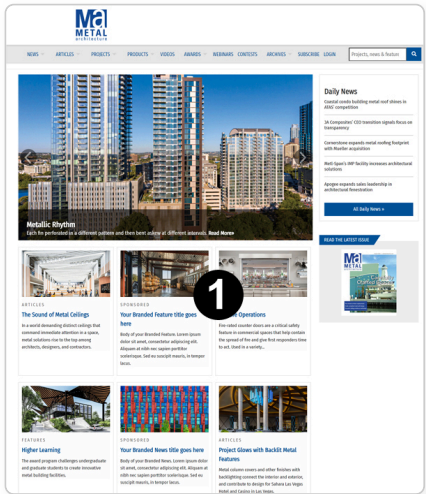 Ma
METAL
architecture
NEWS
ARTICLES
PROJECTS
PRODUCTS
VIDEOS
AWARDS
WEBINARS
CONTESTS
ARCHIVES
SUBSCRIBE
LOGIN
Projects, news & feature
Metallic Rhythm
Each fin perforated in a different pattern and then bent askew at different intervals. Read More»
Daily News
Coastal condo building metal roof shines in
ATAC competition
3A Composites' CEO transition signals focus on
transparency
Cornerstone expands metal roofing footprint
with Mueller acquisition
Metl-Span's IMP facility increases architectural
solutions
Apogee expands sales leadership in
architectural fenestration
All Daily News »
READ THE LATEST ISSUE
Ma
METAL
ARTICLES
The Sound of Metal Ceilings
In a world demanding distinct ceilings that
command immediate attention in a space,
metal solutions rise to the top among
architects, designers, and contractors.
SPONSORED
Your Branded Feature title goes
here
Body of your Branded Feature. Lorem ipsum
dolor sit amet, consectetur adipiscing elit.
Aliquam at nibh nec sapien porttitor
scelerisque. Sed eu suscipit mauris, in tempor
lacus.
1
Operations
Fire-rated counter doors are a critical safety
feature in commercial spaces that help contain
the spread of fire and give first responders time
to act. Used in a variety...
FEATURES
Higher Learning
The award program challenges undergraduate
and graduate students to create innovative
metal building facilities.
SPONSORED
Your Branded News title goes here
Body of your Branded News. Lorem ipsum dolor
sit amet, consectetur adipiscing elit. Aliquam at
nibh nec sapien porttitor scelerisque. Sed eu
suscipit mauris, in tempor lacus.
ARTICLES
Project Glows with Backlit Metal
Features
Metal column covers and other finishes with
backlighting connect the interior and exterior,
and contribute to design for Sahara Las Vegas
Hotel and Casino in Las Vegas.